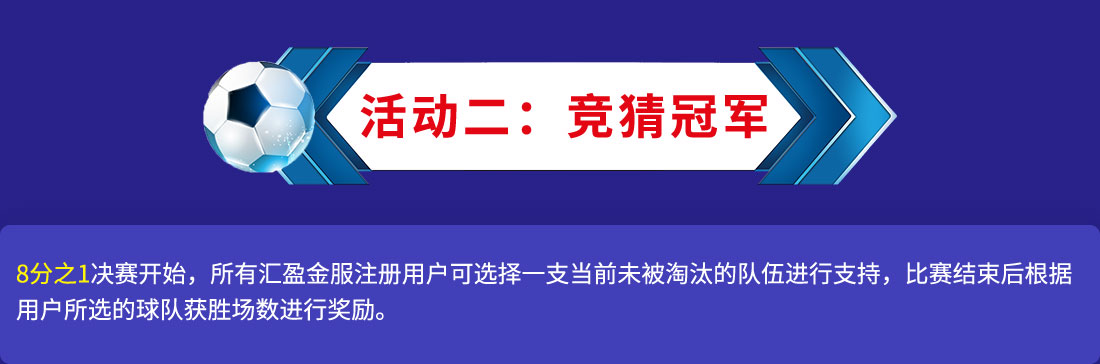 活动二：竞猜冠军
8分之1决赛开始，所有汇盈金服注册用户可选择一支当前未被淘汰的队伍进行支持，比赛结束后根据
用户所选的球队获胜场数进行奖励。